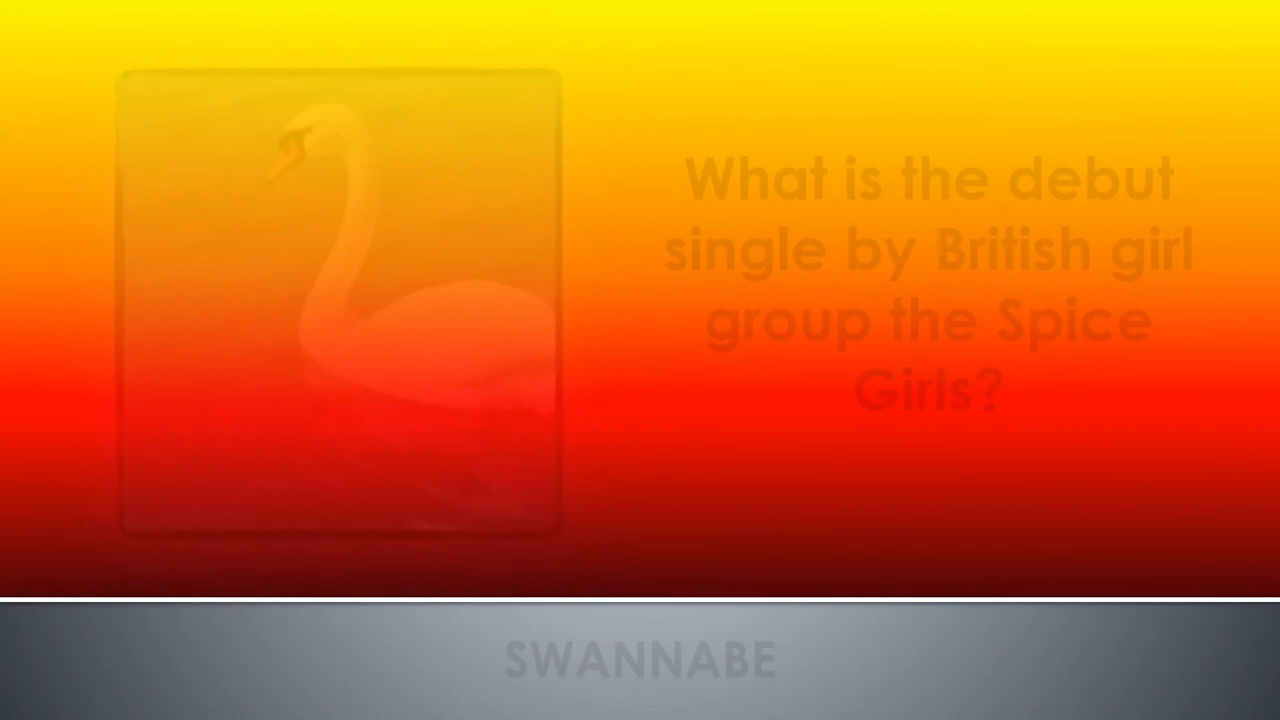 What is the debut
single by British girl
group the Spice
Girls?
SWANNABE